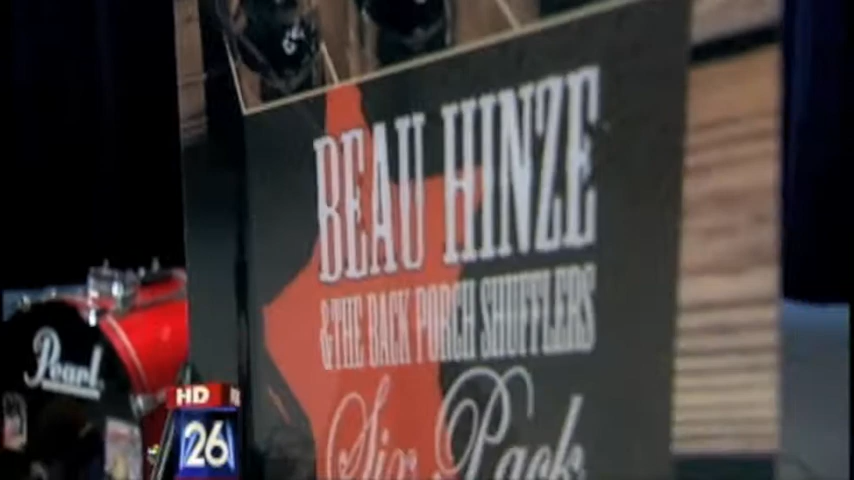 BEAU HINZE
& THE BACK PORCH SHUFFLERS
Six Pack
Pearl
HD
26